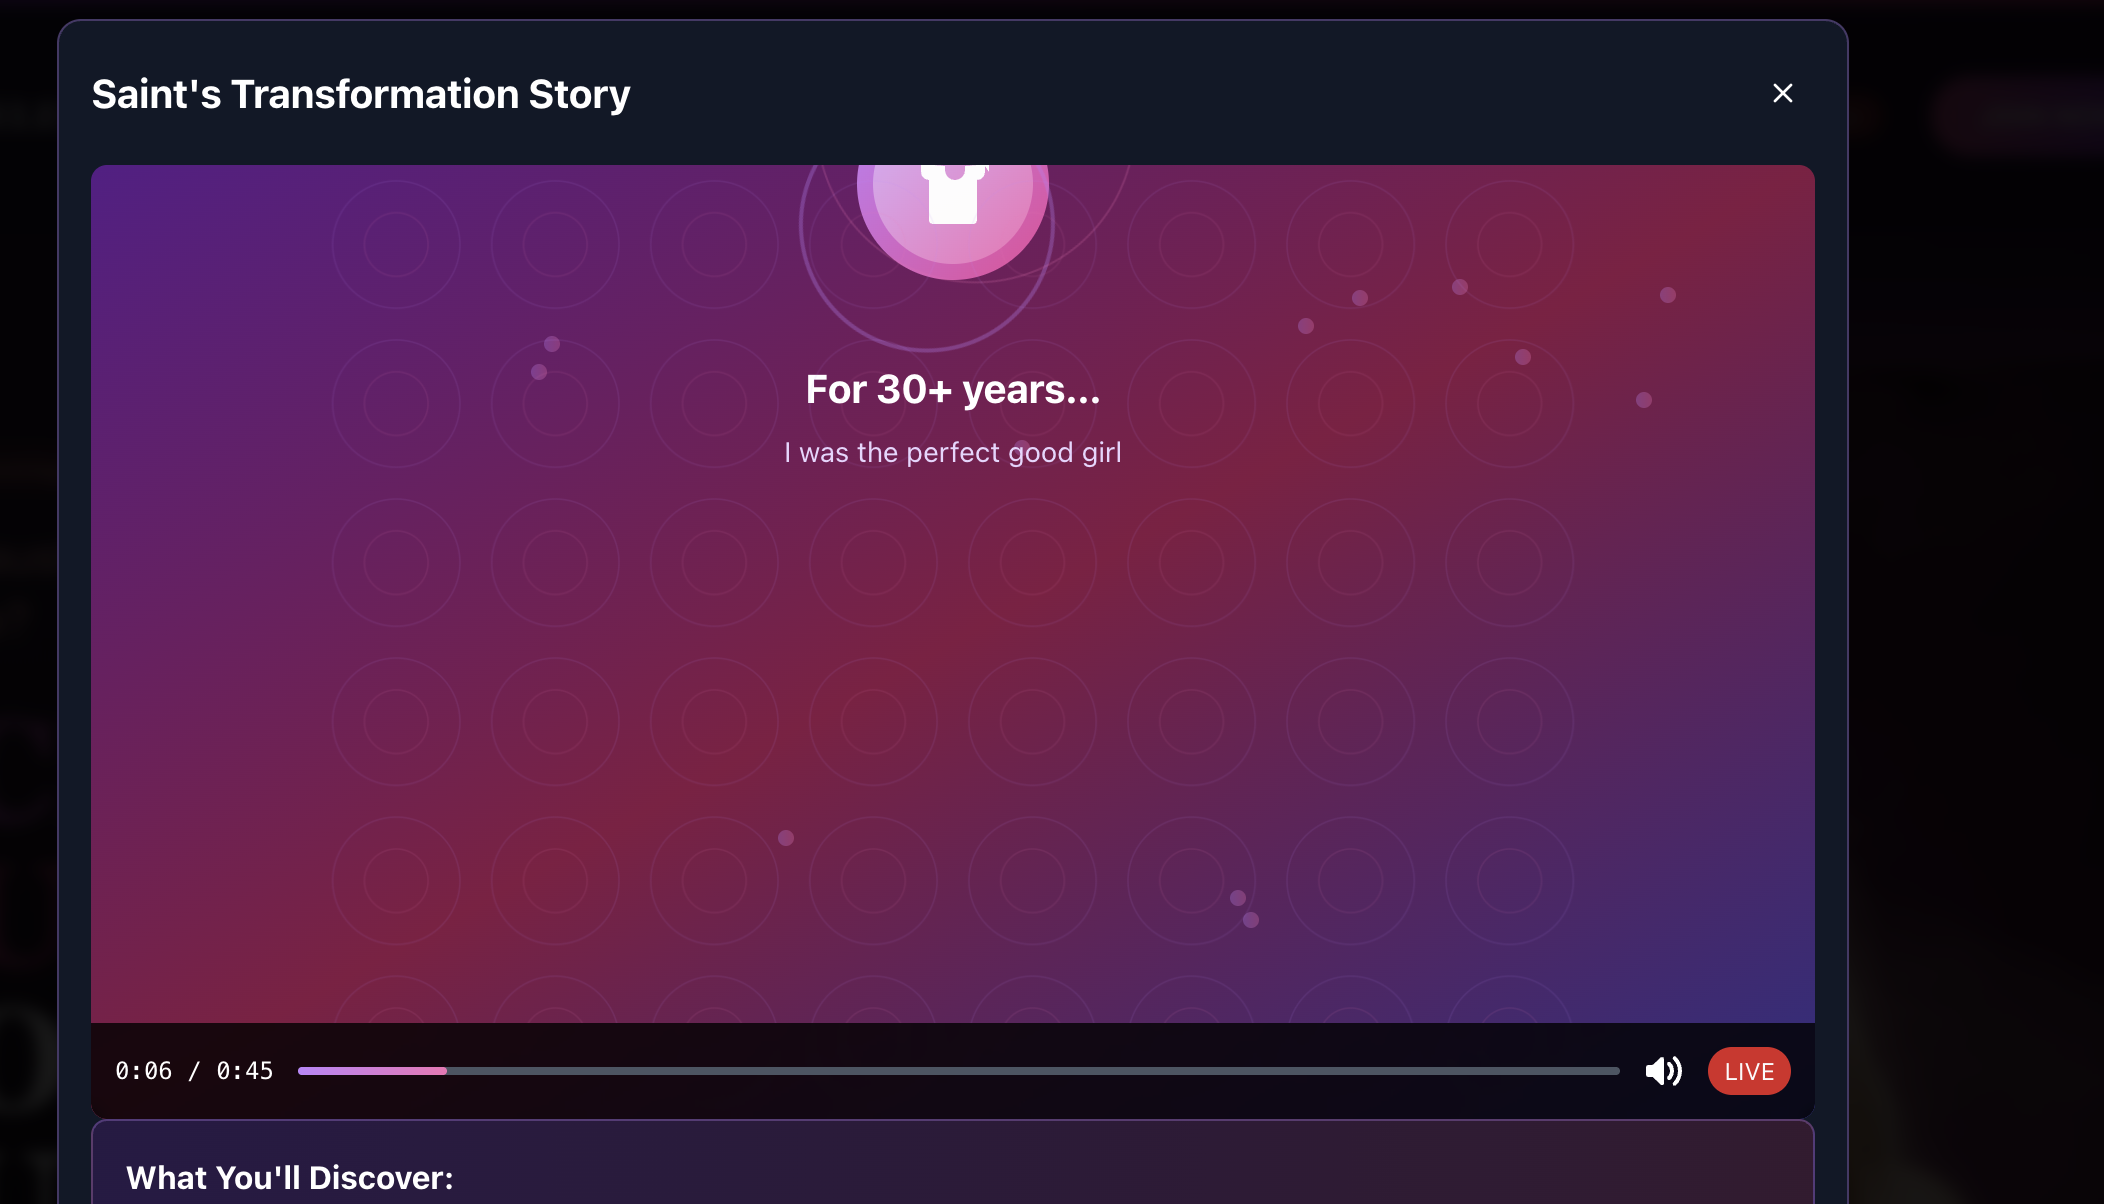 Saint's Transformation Story
For 30+ years...
I was the perfect good girl
0:06 / 0:45
LIVE
What You'll Discover: